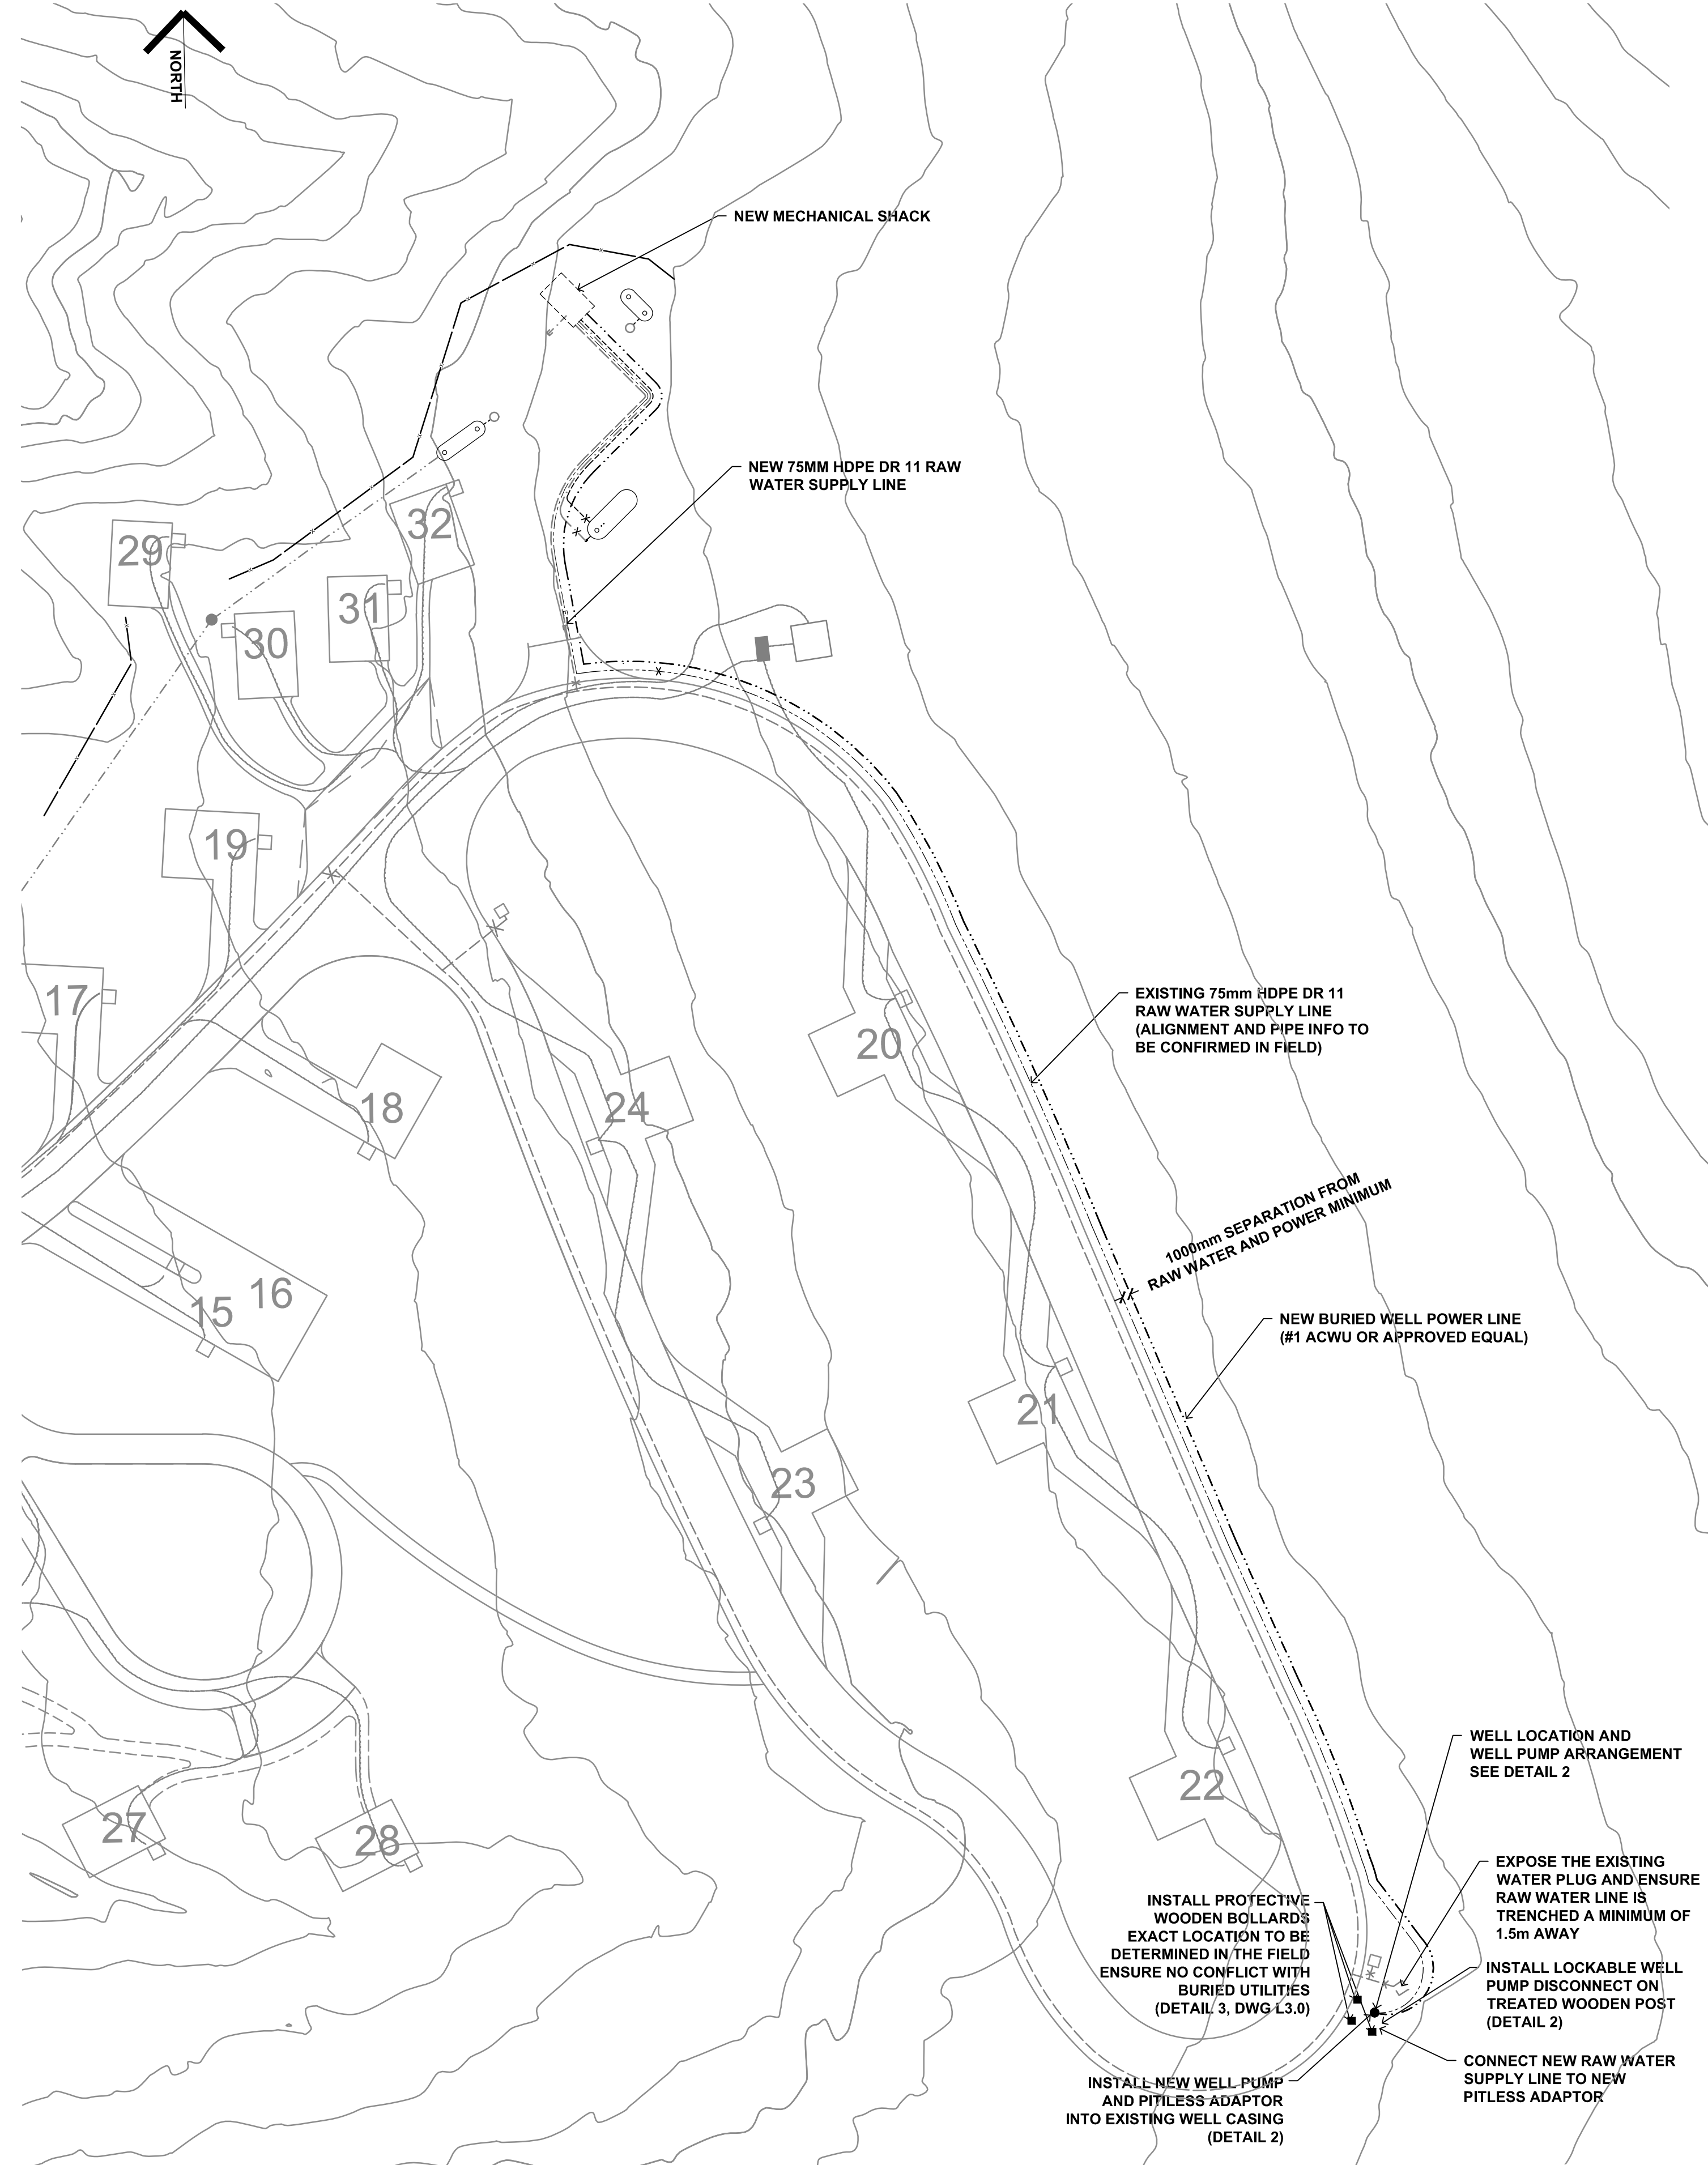 NORTH
NEW MECHANICAL SHACK
NEW 75MM HDPE DR 11 RAW
WATER SUPPLY LINE
32
29
31
30
19
17
EXISTING 75mm HDPE DR 11
RAW WATER SUPPLY LINE
(ALIGNMENT AND PIPE INFO TO
BE CONFIRMED IN FIELD)
20
18
24
1000mm SEPARATION FROM
RAW WATER AND POWER MINIMUM
16
15
NEW BURIED WELL POWER LINE
(#1 ACWU OR APPROVED EQUAL)
21
23
WELL LOCATION AND
WELL PUMP ARRANGEMENT
SEE DETAIL 2
22
27
28
EXPOSE THE EXISTING
WATER PLUG AND ENSURE
RAW WATER LINE IS
TRENCHED A MINIMUM OF
1.5m AWAY
INSTALL PROTECTIVE
WOODEN BOLLARDS
EXACT LOCATION TO BE
DETERMINED IN THE FIELD
ENSURE NO CONFLICT WITH
BURIED UTILITIES
(DETAIL 3, DWG L3.0)
INSTALL LOCKABLE WELL
PUMP DISCONNECT ON
TREATED WOODEN POST
(DETAIL 2)
CONNECT NEW RAW WATER
SUPPLY LINE TO NEW
PITLESS ADAPTOR
INSTALL NEW WELL PUMP
AND PITILESS ADAPTOR
INTO EXISTING WELL CASING
(DETAIL 2)